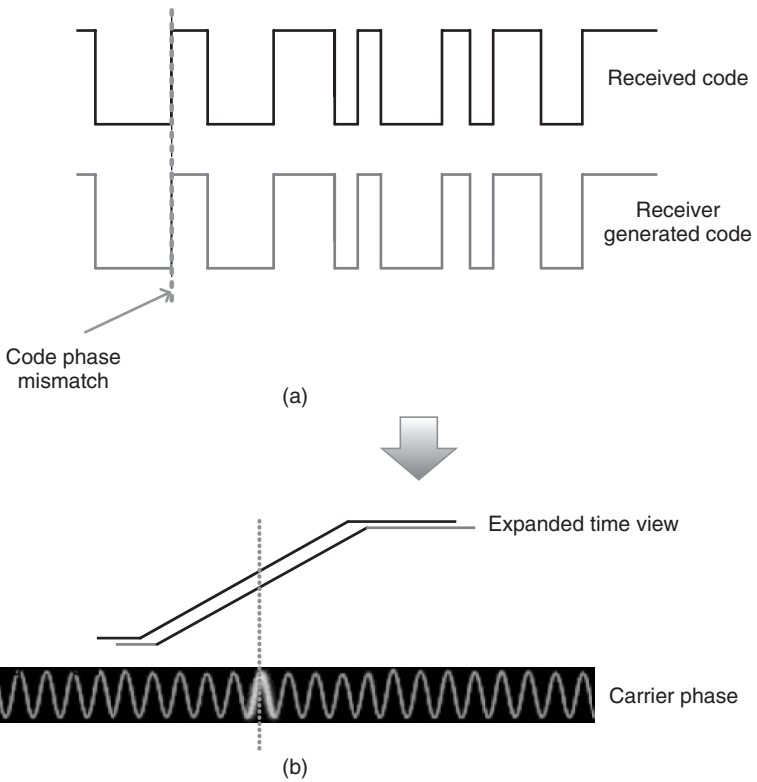 Received code
Receiver
generated code
Code phase
mismatch
(a)
Expanded time view
Carrier phase
(b)